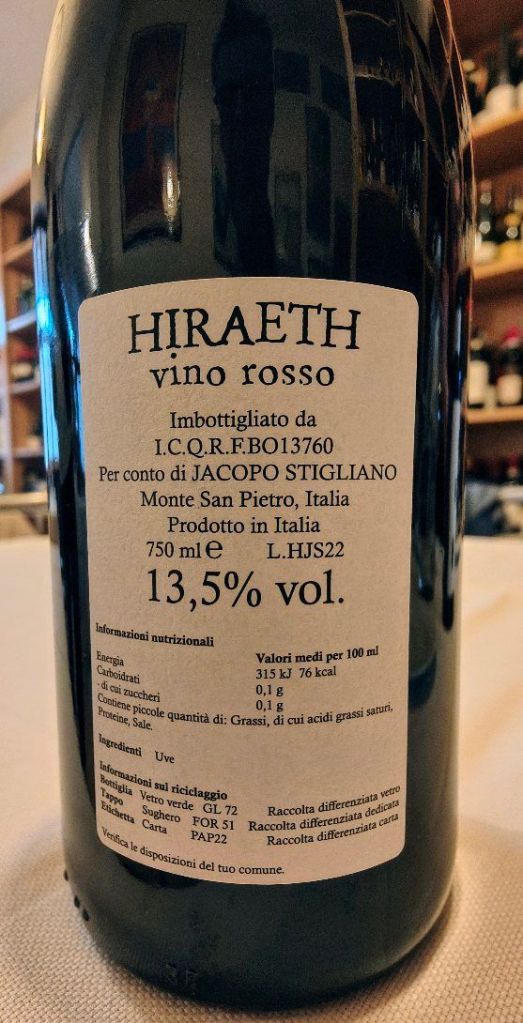 HIRAETH
vino rosso
Imbottigliato da
I.C.Q.R.F.BO13760
Per conto di JACOPO STIGLIANO
Monte San Pietro, Italia
Prodotto in Italia
750 ml e L.HJS22
13,5% vol.
Informazioni nutrizionali
Valori medi per 100 ml
Energia 315 kJ 76 kcal
Carboidrati 0,1 g
- di cui zuccheri 0,1 g
Contiene piccole quantità di: Grassi, di cui acidi grassi saturi,
Proteine, Sale.
Ingredienti Uve
Informazioni sul riciclaggio
Bottiglia Vetro verde GL 72 Raccolta differenziata vetro
Tappo Sughero FOR 51 Raccolta differenziata dedicata
Etichetta Carta PAP22 Raccolta differenziata carta
Verifica le disposizioni del tuo comune.